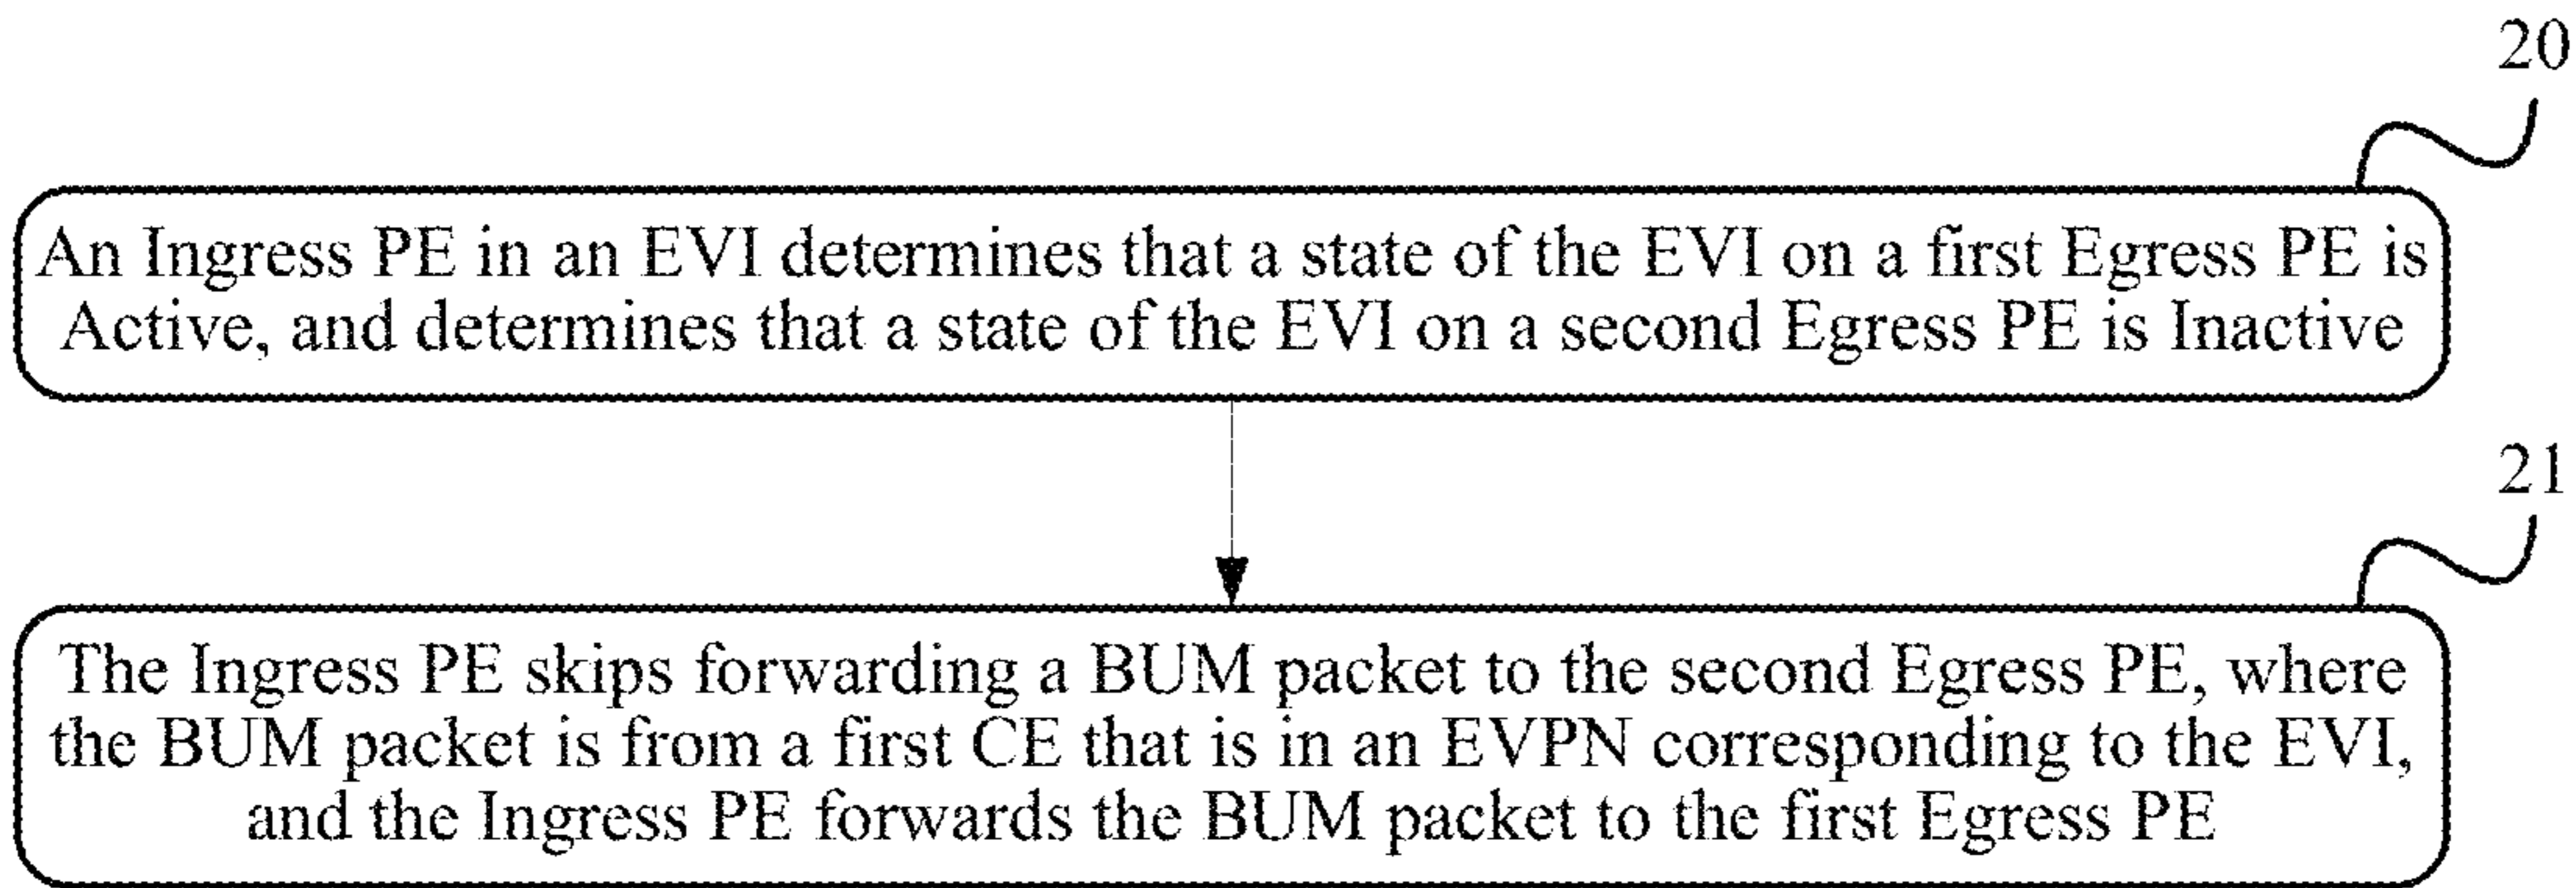 20
An Ingress PE in an EVI determines that a state of the EVI on a first Egress PE is
Active, and determines that a state of the EVI on a second Egress PE is Inactive
21
The Ingress PE skips forwarding a BUM packet to the second Egress PE, where
the BUM packet is from a first CE that is in an EVPN corresponding to the EVI,
and the Ingress PE forwards the BUM packet to the first Egress PE